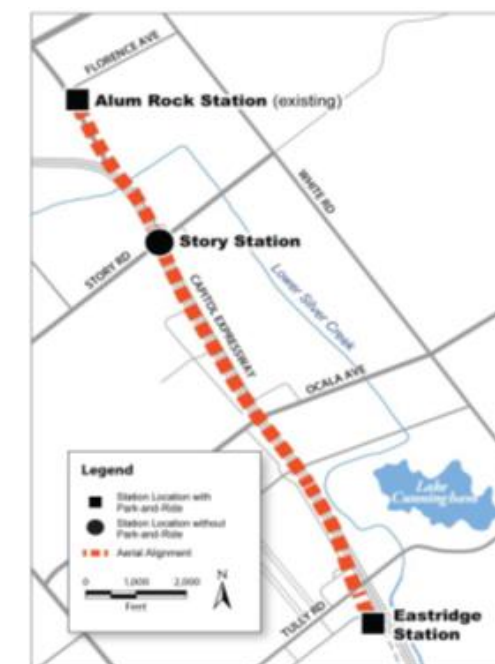 FLORENCE AVE
Alum Rock Station (existing)
WHITE RD
Story Station
STORY RD
CAPITOL EXPRESSWAY
Lower Silver Creek
OCALA AVE
Legend
Station Location with
Park-and-Ride
Station Location without
Park-and-Ride
Aerial Alignment
0 1,000 2,000
Feet
N
Lake
Cunningham
TULLY RD
Eastridge
Station